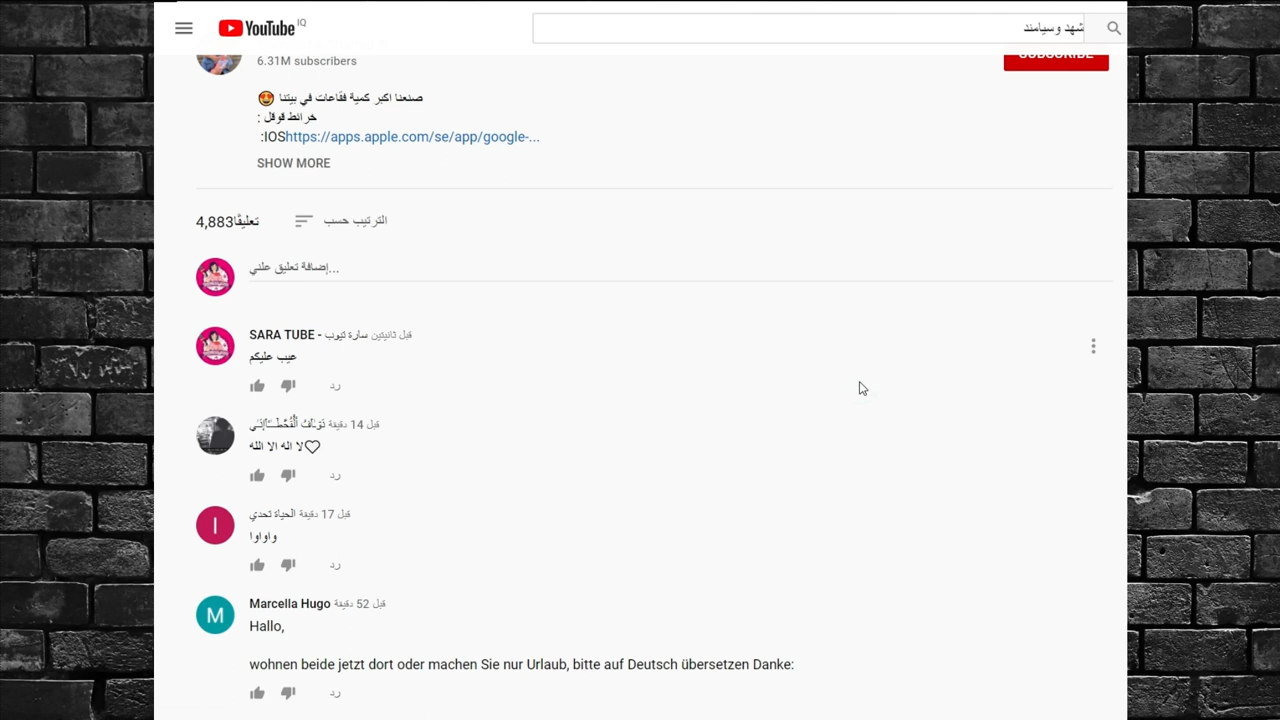 YouTube IQ
شهد وسيامند
6.31M subscribers
SUBSCRIBE
صنعنا اكبر كمية فقاعات في بيتنا 😍
خرائط قوقل :
:IOShttps://apps.apple.com/se/app/google-...
SHOW MORE
4,883 تعليقًا
الترتيب حسب
إضافة تعليق علني...
SARA TUBE - سارة تيوب قبل ثانيتين
عيب عليكم
رد
قبل 14 دقيقة
لا اله الا الله♡
رد
الحياة تحدي قبل 17 دقيقة
واواوا
رد
Marcella Hugo قبل 52 دقيقة
Hallo,
wohnen beide jetzt dort oder machen Sie nur Urlaub, bitte auf Deutsch übersetzen Danke:
رد